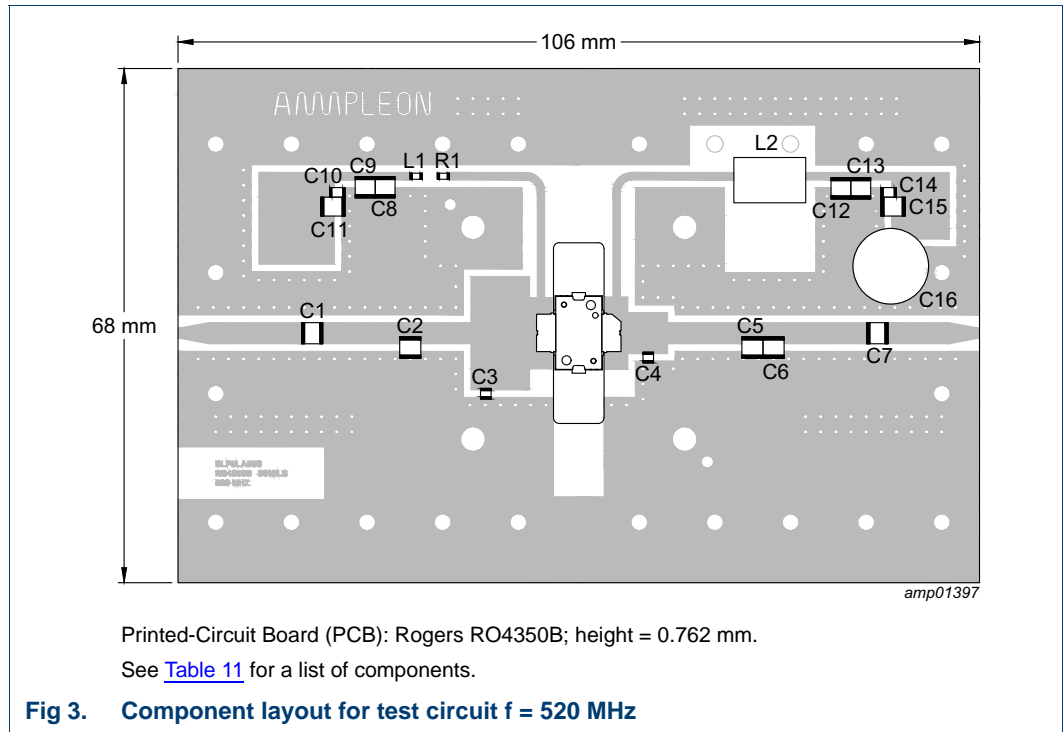 106 mm
AMPLEON
L2
L1 R1
C9
C13
C10
C14
C8
C12
C15
C11
C16
C1
68 mm
C2
C5
C7
C6
C4
C3
amp01397
Printed-Circuit Board (PCB): Rogers RO4350B; height = 0.762 mm.
See Table 11 for a list of components.
Fig 3. Component layout for test circuit f = 520 MHz